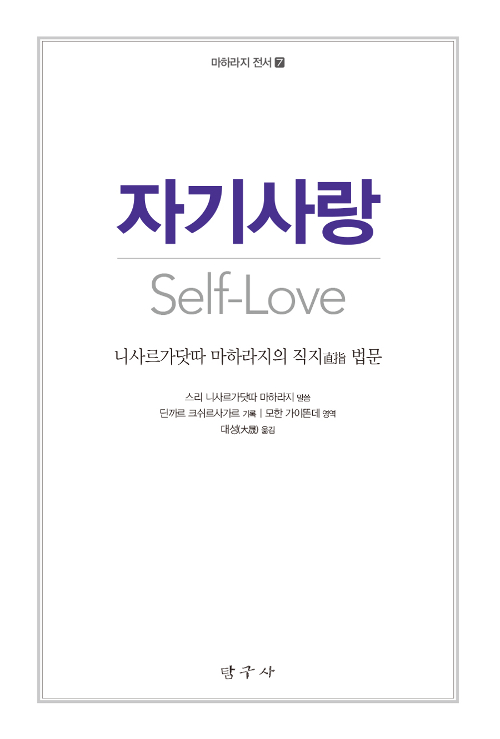 마하라지 전서 7
자기사랑
Self-Love
니사르가닷따 마하라지의 직지直指 법문
스리 니사르가닷따 마하라지 말씀
딘까르 크쉬르사가르 기록 | 모한 가이똔데 영역
대성(大晟) 옮김
탐구사